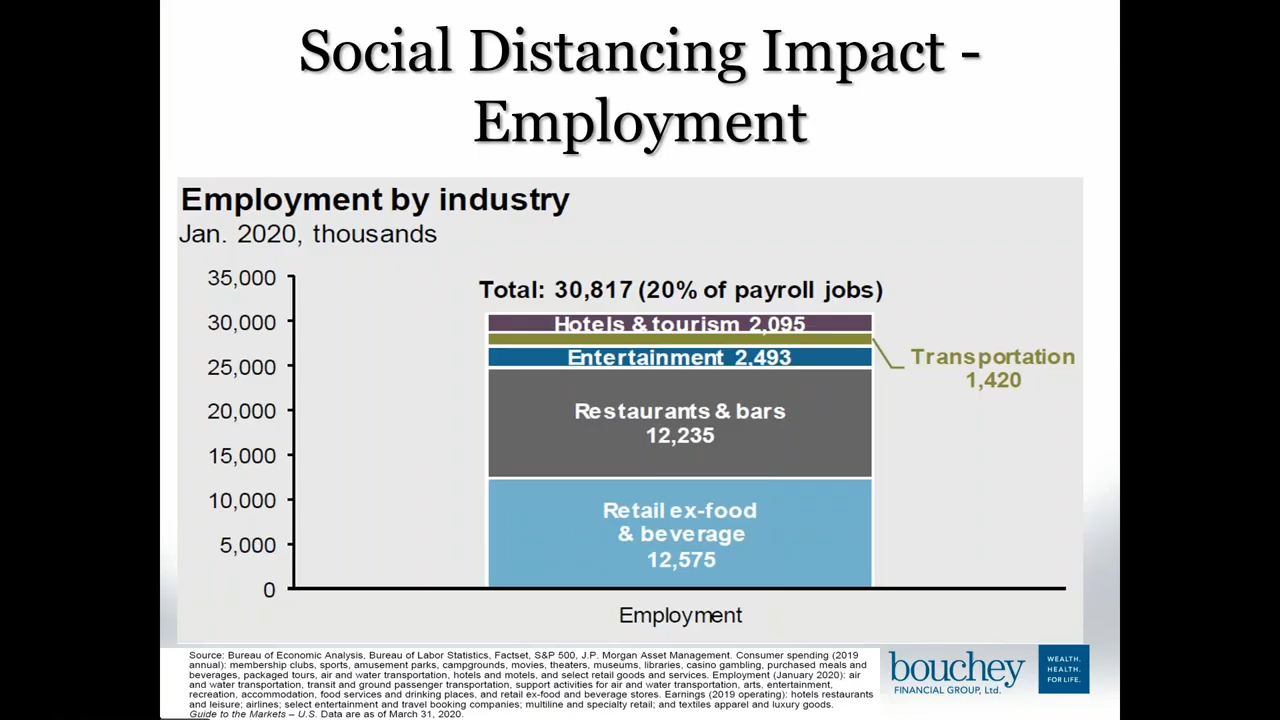 Social Distancing Impact -
Employment
Employment by industry
Jan. 2020, thousands
35,000
30,000
25,000
20,000
15,000
10,000
5,000
0
Total: 30,817 (20% of payroll jobs)
Hotels & tourism 2,095
Transportation
1,420
Entertainment 2,493
Restaurants & bars
12,235
Retail ex-food
& beverage
12,575
Employment
Source: Bureau of Economic Analysis, Bureau of Labor Statistics, Factset, S&P 500, J.P. Morgan Asset Management. Consumer spending (2019
annual): membership clubs, sports, amusement parks, campgrounds, movies, theaters, museums, libraries, casino gambling, purchased meals and
beverages, packaged tours, air and water transportation, hotels and motels, and select retail goods and services. Employment (January 2020): air
and water transportation, transit and ground passenger transportation, support activities for air and water transportation, arts, entertainment,
recreation, accommodation, food services and drinking places, and retail ex-food and beverage stores. Earnings (2019 operating): hotels restaurants
and leisure; airlines; select entertainment and travel booking companies; multiline and specialty retail; and textiles apparel and luxury goods.
Guide to the Markets – U.S. Data are as of March 31, 2020.
bouchey
FINANCIAL GROUP, Ltd.
WEALTH.
HEALTH.
FOR LIFE.